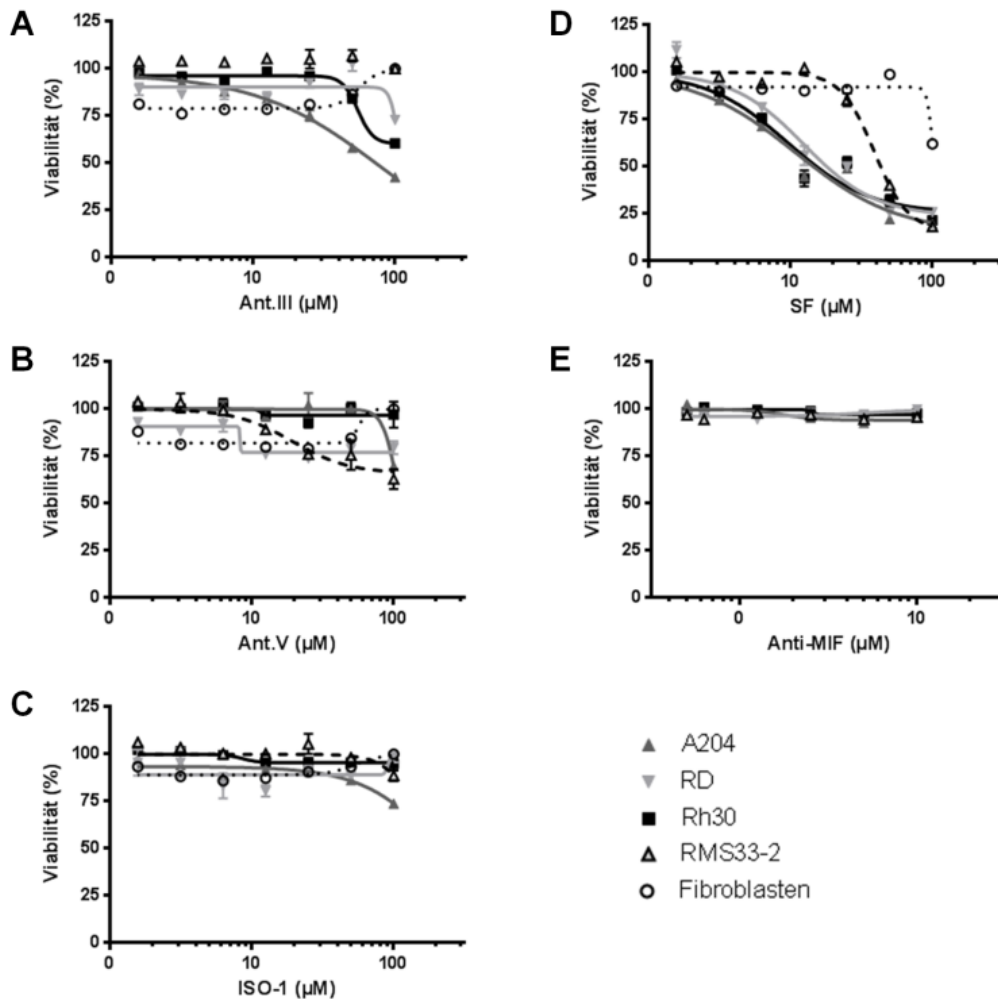 A
Viabilität (%)
125
100
75
50
25
0
0 10 100
Ant.III (µM)
B
Viabilität (%)
125
100
75
50
25
0
0 10 100
Ant.V (µM)
C
Viabilität (%)
125
100
75
50
25
0
0 10 100
ISO-1 (µM)
D
Viabilität (%)
125
100
75
50
25
0
0 10 100
SF (µM)
E
Viabilität (%)
125
100
75
50
25
0
0 10
Anti-MIF (µM)
A204
RD
Rh30
RMS33-2
Fibroblasten